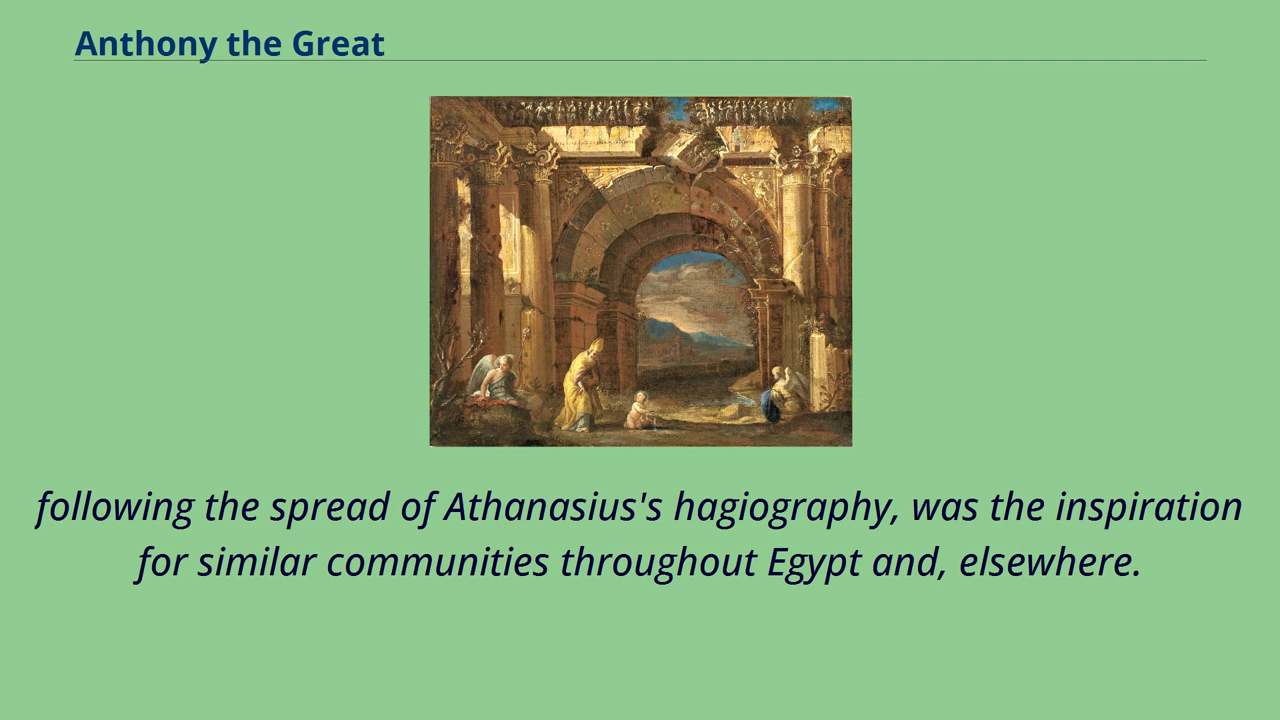 Anthony the Great
following the spread of Athanasius's hagiography, was the inspiration
for similar communities throughout Egypt and, elsewhere.